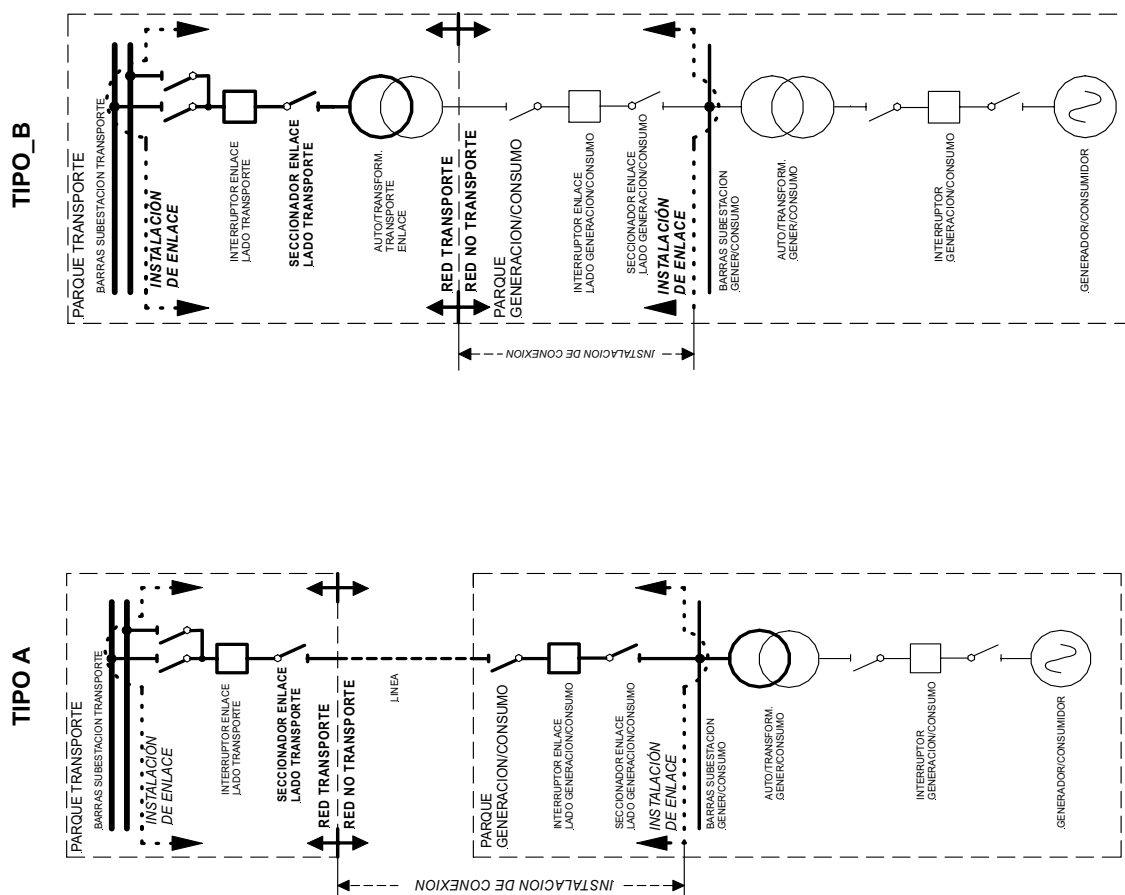 TIPO_B
PARQUE TRANSPORTE
BARRAS SUBESTACION TRANSPORTE
INSTALACIÓN
DE ENLACE
INTERRUPTOR ENLACE
LADO TRANSPORTE
SECCIONADOR ENLACE
LADO TRANSPORTE
AUTO/TRANSFORM.
TRANSPORTE
ENLACE
RED TRANSPORTE
RED NO TRANSPORTE
PARQUE
GENERACION/CONSUMO
INTERRUPTOR ENLACE
LADO GENERACION/CONSUMO
SECCIONADOR ENLACE
LADO GENERACION/CONSUMO
INSTALACIÓN
DE ENLACE
BARRAS SUBESTACION
GENER/CONSUMO
AUTO/TRANSFORM.
GENER/CONSUMO
INTERRUPTOR
GENERACION/CONSUMO
GENERADOR/CONSUMIDOR
INSTALACION DE CONEXION
TIPO A
PARQUE TRANSPORTE
BARRAS SUBESTACION TRANSPORTE
INSTALACIÓN
DE ENLACE
INTERRUPTOR ENLACE
LADO TRANSPORTE
SECCIONADOR ENLACE
LADO TRANSPORTE
RED TRANSPORTE
RED NO TRANSPORTE
LINEA
PARQUE
GENERACION/CONSUMO
INTERRUPTOR ENLACE
LADO GENERACION/CONSUMO
SECCIONADOR ENLACE
LADO GENERACION/CONSUMO
INSTALACIÓN
DE ENLACE
BARRAS SUBESTACION
GENER/CONSUMO
AUTO/TRANSFORM.
GENER/CONSUMO
INTERRUPTOR
GENERACION/CONSUMO
GENERADOR/CONSUMIDOR
INSTALACION DE CONEXION